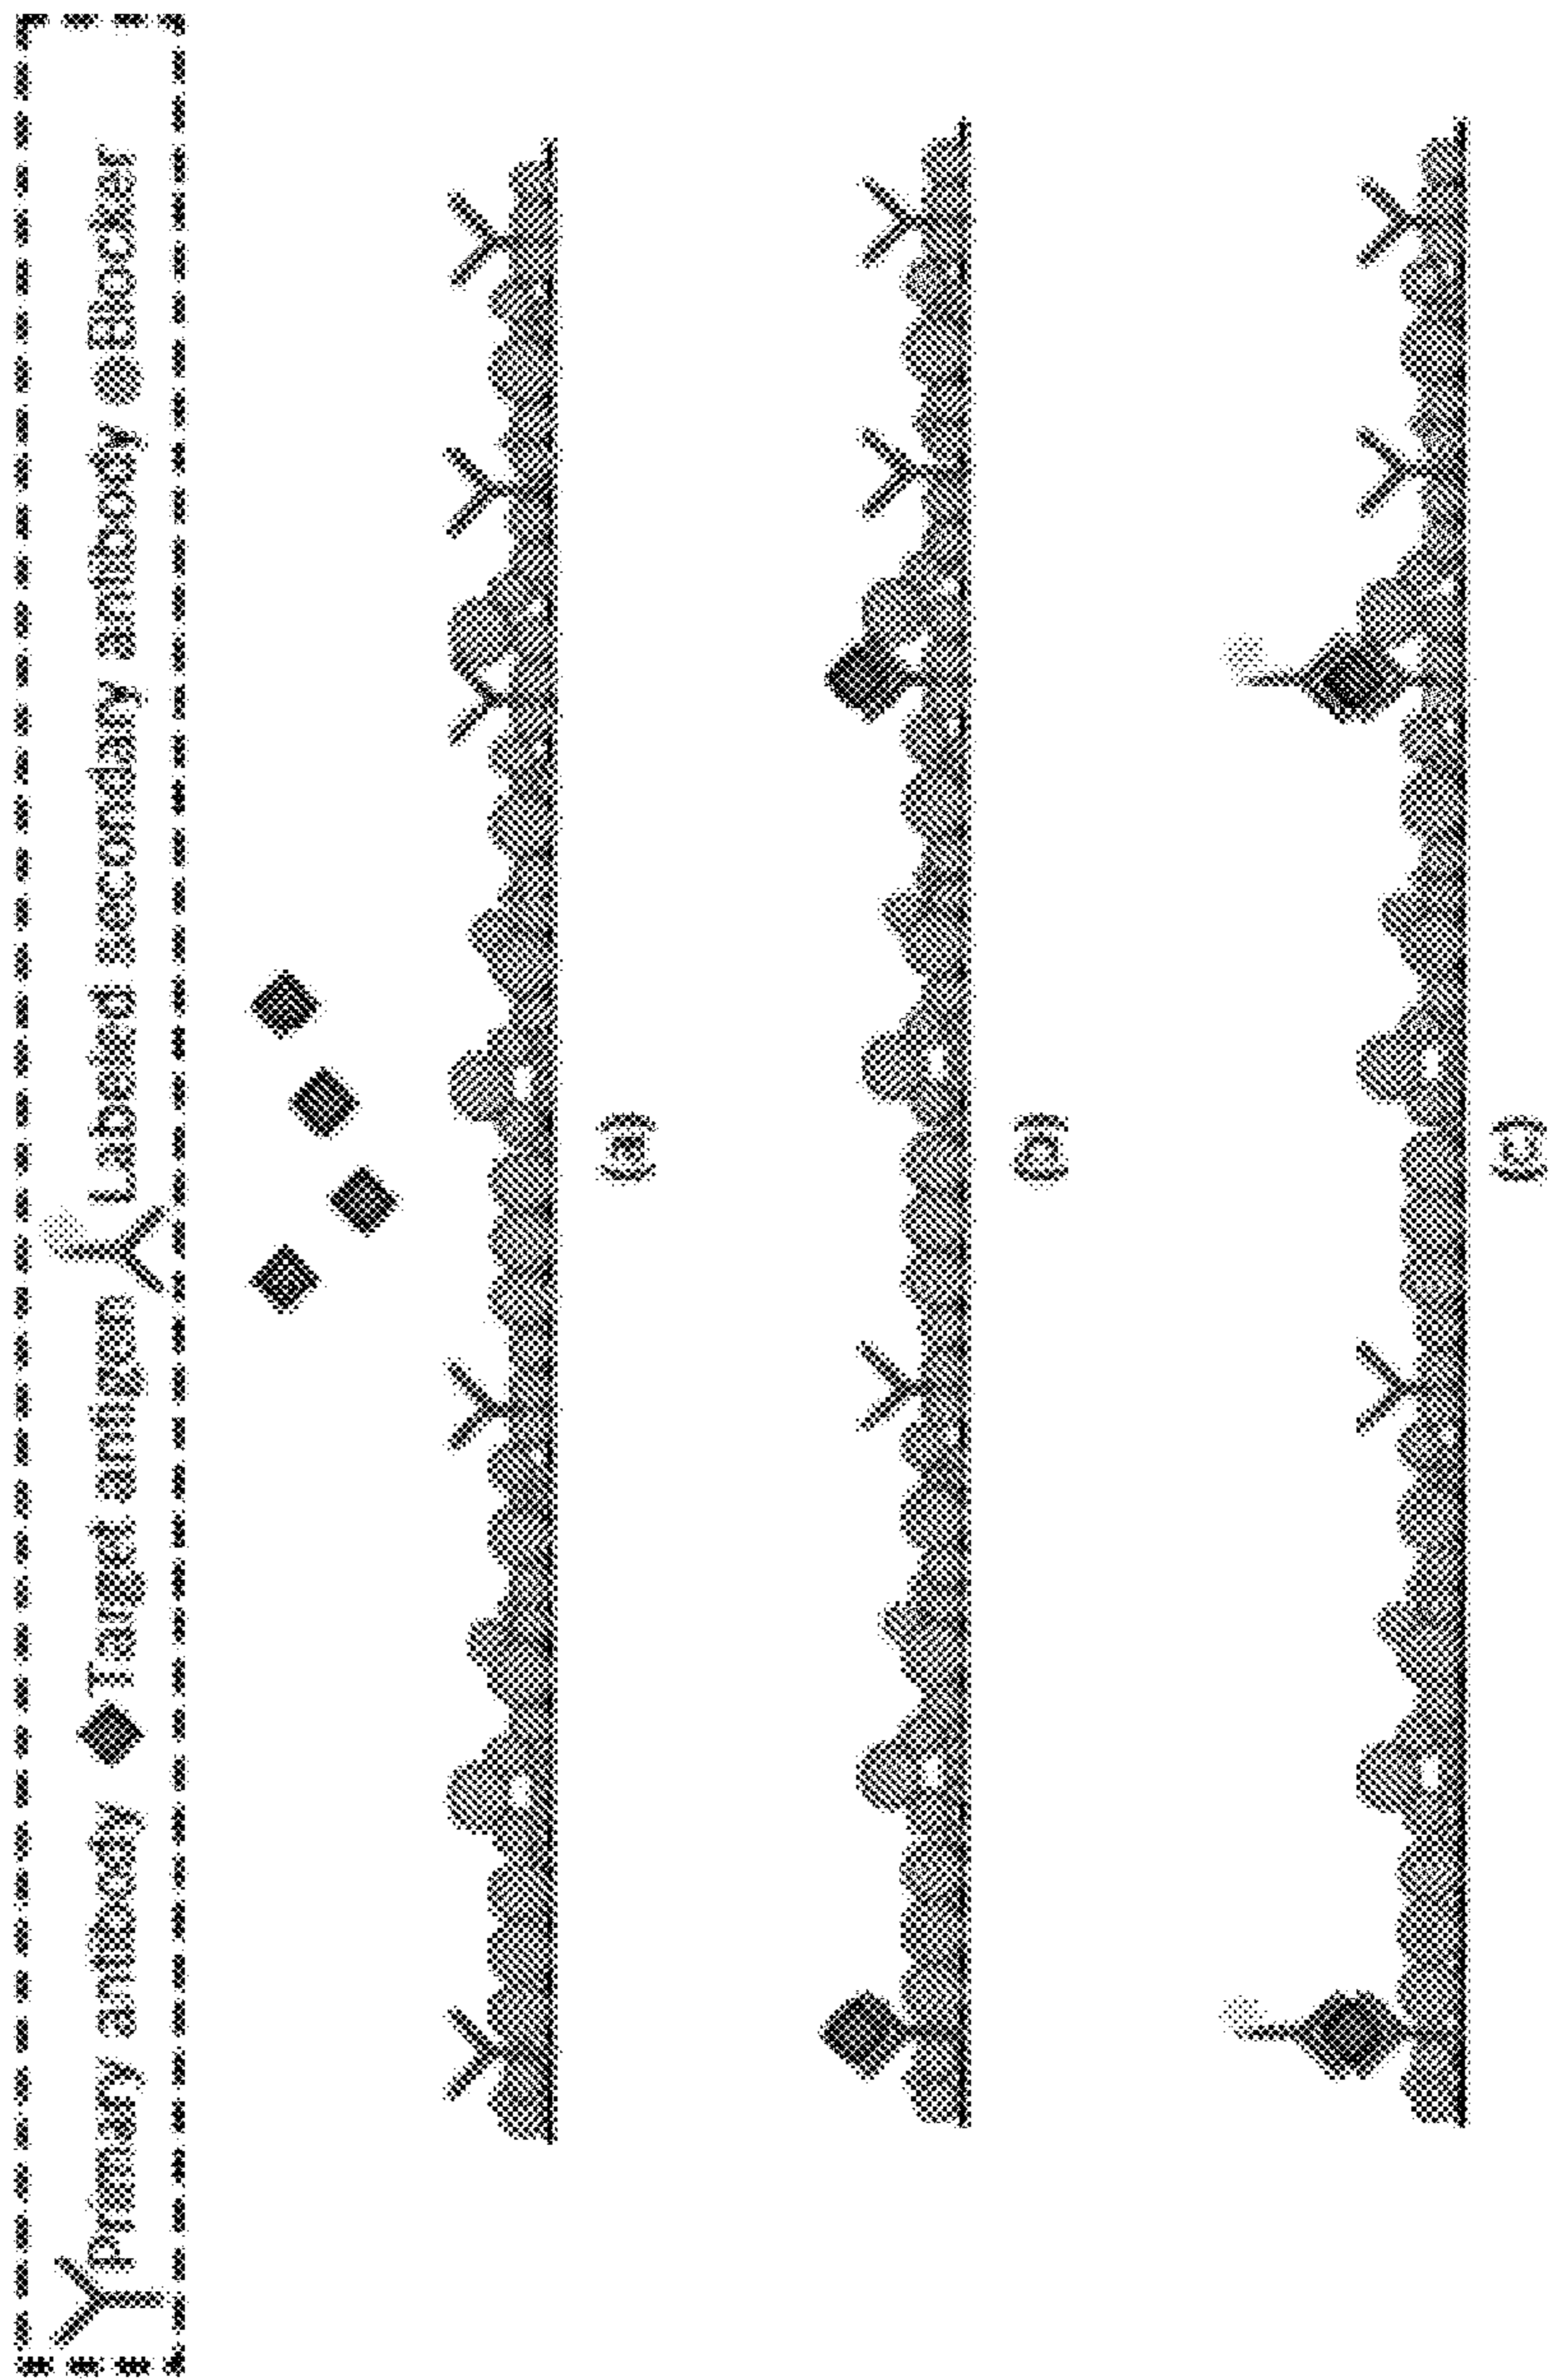 Primary antibody Target antigen Labeled secondary antibody Blocker
(a)
(b)
(c)